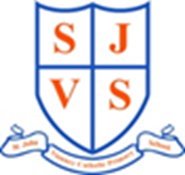 S J
V S
St. John Vianney Catholic Primary School